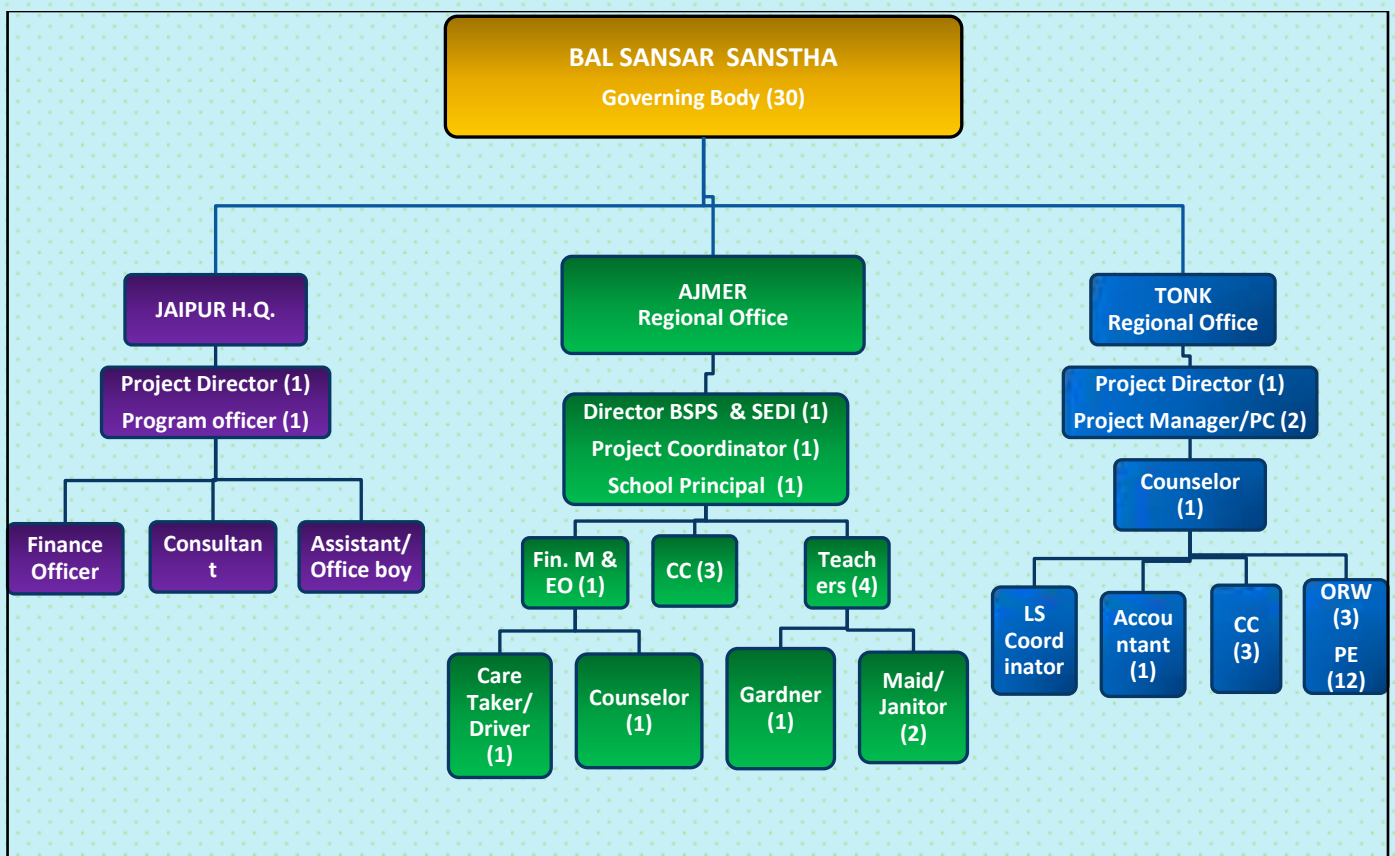 BAL SANSAR SANSTHA
Governing Body (30)
JAIPUR H.Q.
Project Director (1)
Program officer (1)
Finance
Officer
Consultan
t
Assistant/
Office boy
AJMER
Regional Office
Director BSPS & SEDI (1)
Project Coordinator (1)
School Principal (1)
Fin. M &
EO (1)
CC (3)
Teach
ers (4)
Care
Taker/
Driver
(1)
Counselor
(1)
Gardner
(1)
Maid/
Janitor
(2)
TONK
Regional Office
Project Director (1)
Project Manager/PC (2)
Counselor
(1)
LS
Coord
inator
Accou
ntant
(1)
CC
(3)
ORW
(3)
PE
(12)